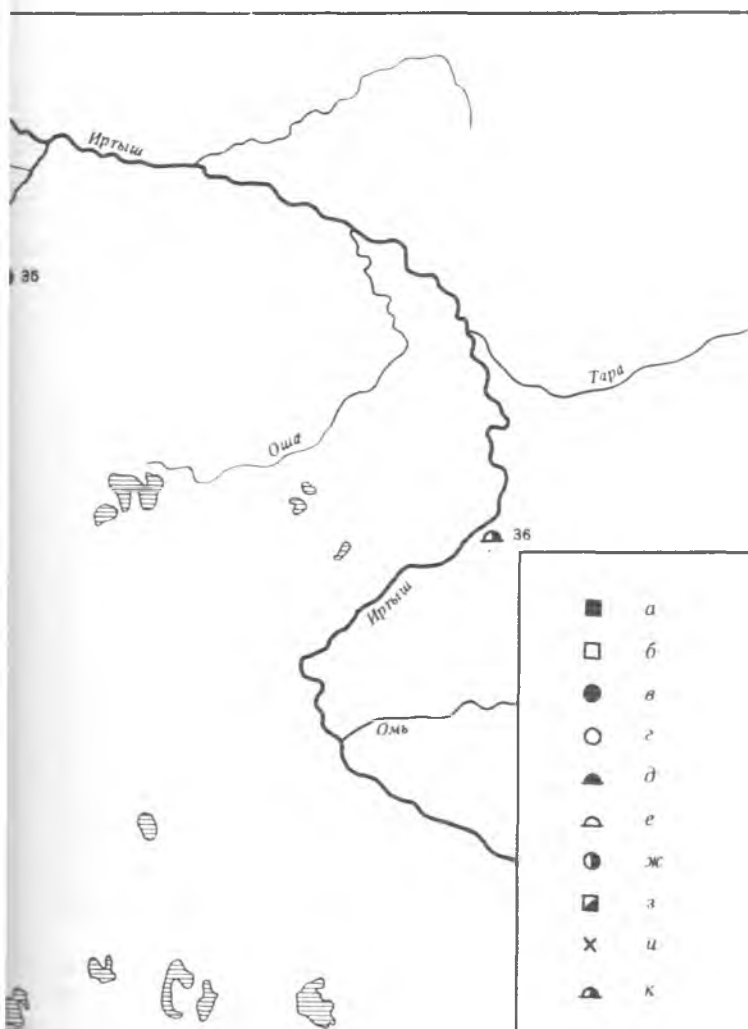 Иртыш
35
Тара
Оша
36
Иртыш
Омь
а
б
в
г
д
е
ж
з
и
к